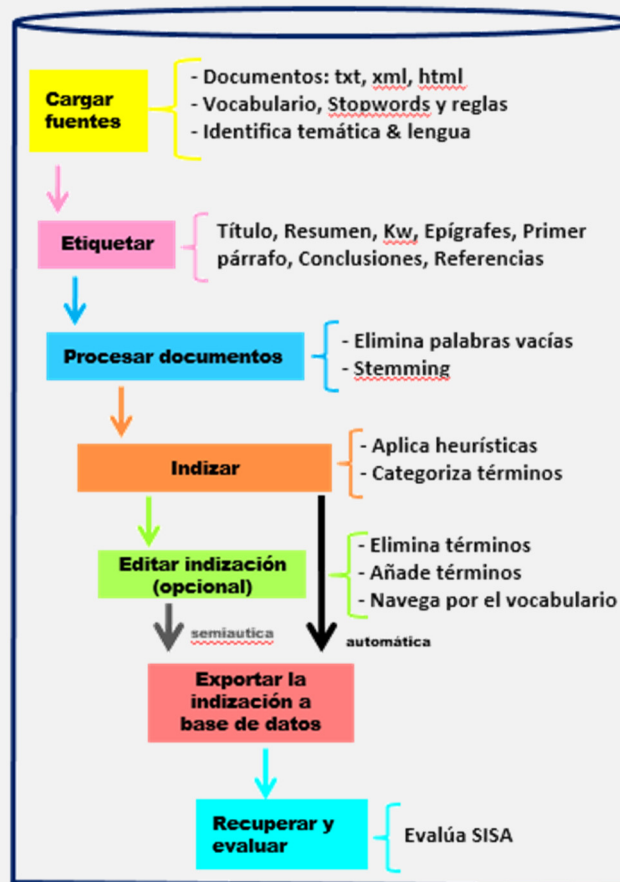 Cargar
fuentes
- Documentos: txt, xml, html
- Vocabulario, Stopwords y reglas
- Identifica temática & lengua
Etiquetar
Título, Resumen, Kw, Epígrafes, Primer
párrafo, Conclusiones, Referencias
Procesar documentos
- Elimina palabras vacías
- Stemming
Indizar
- Aplica heurísticas
- Categoriza términos
Editar indización
(opcional)
- Elimina términos
- Añade términos
- Navega por el vocabulario
semiautica
automática
Exportar la
indización a
base de datos
Recuperar y
evaluar
Evalúa SISA